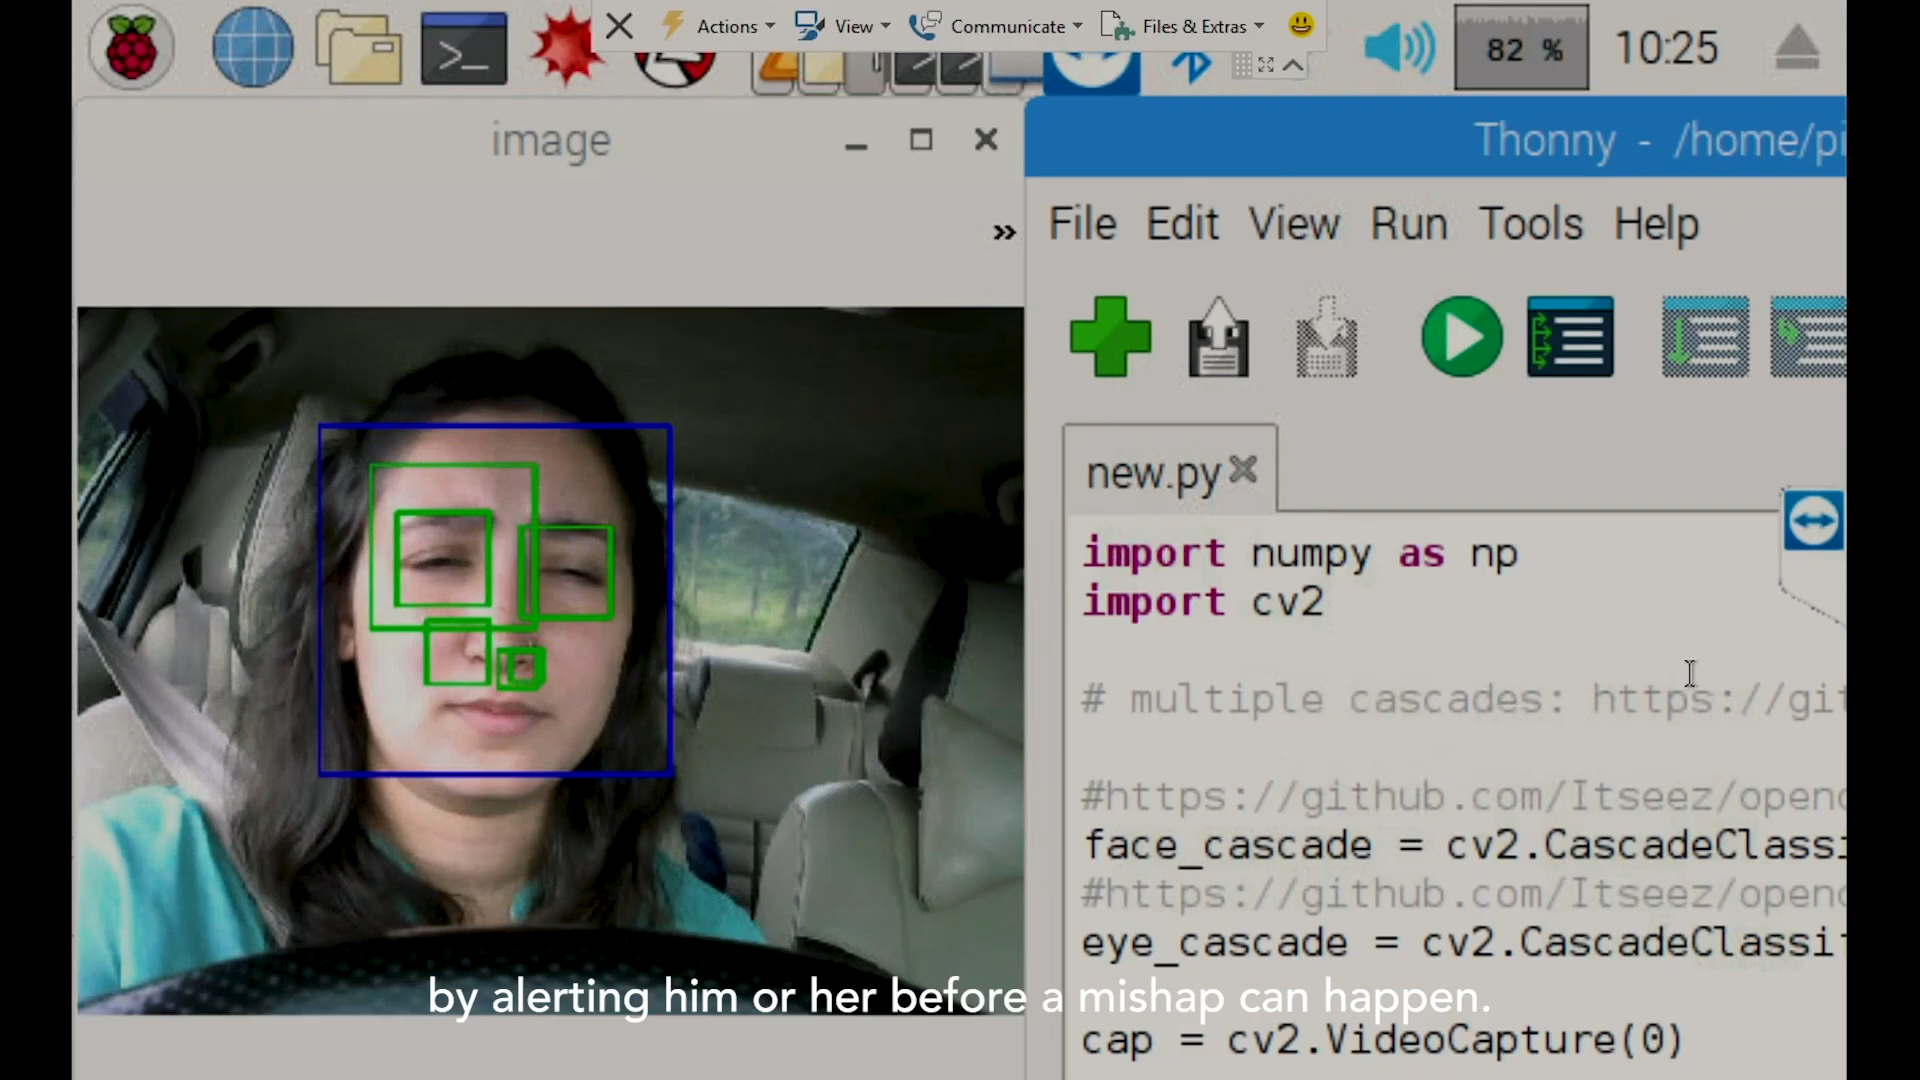 Actions
View
Communicate
Files & Extras
82 %
10:25
image
Thonny - /home/pi
File Edit View Run Tools Help
new.py
import numpy as np
import cv2
# multiple cascades: https://git
#https://github.com/Itseez/openc
face_cascade = cv2.CascadeClassi
#https://github.com/Itseez/openc
eye_cascade = cv2.CascadeClassif
by alerting him or her before a mishap can happen.
cap = cv2.VideoCapture(0)